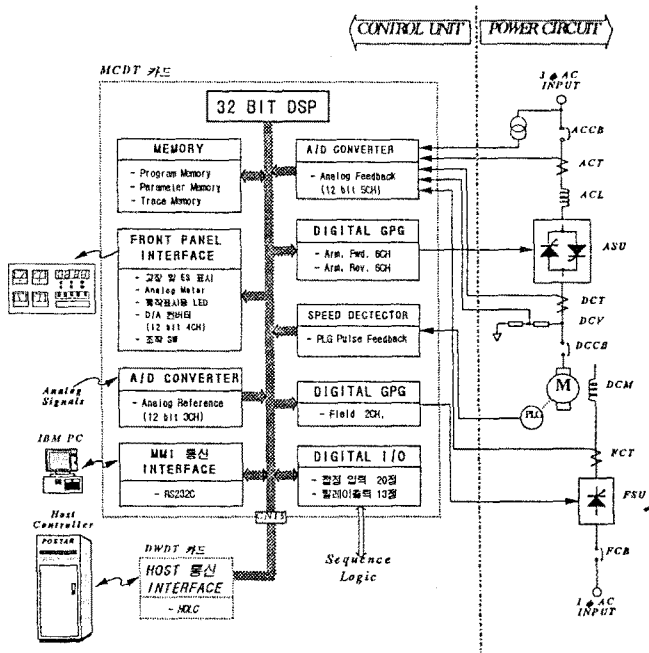 CONTROL UNIT
POWER CIRCUIT
MCDT 카드
32 BIT DSP
MEMORY
- Program Memory
- Parameter Memory
- Trace Memory
A/D CONVERTER
- Analog Feedback
(12 bit 5CH)
FRONT PANEL
INTERFACE
- 고장 및 ES 표시
- Analog Meter
- 동작표시용 LED
- D/A 컨버터
(12 bit 4CH)
- 조작 SW
DIGITAL GPG
- Arm. Fwd. 6CH
- Arm. Rev. 6CH
SPEED DECTECTOR
- PLG Pulse Feedback
Analog
Signals
A/D CONVERTER
- Analog Reference
(12 bit 3CH)
DIGITAL GPG
- Field 2CH.
IBM PC
MMI 통신
INTERFACE
- RS232C
DIGITAL I/O
- 접점 입력 20점
- 릴레이출력 13점
Host
Controller
POSTAR
DWDT 카드
HOST 통신
INTERFACE
- HDLC
Sequence
Logic
3 ϕ AC
INPUT
ACCB
ACT
ACL
ASU
DCT
DCV
DCCB
M
PLG
DCM
FCT
FSU
FCB
1 ϕ AC
INPUT